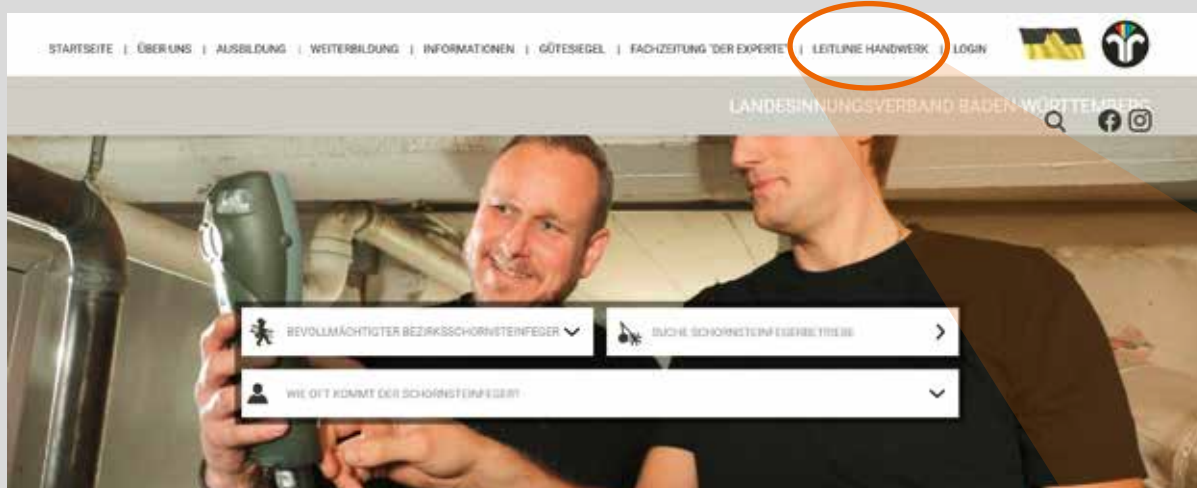 STARTSEITE | ÜBER UNS | AUSBILDUNG | WEITERBILDUNG | INFORMATIONEN | GÜTESIEGEL | FACHZEITUNG "DER EXPERTE" | LEITLINIE HANDWERK | LOGIN
LANDESINNUNGSVERBAND BADEN-WÜRTTEMBERG
BEVOLLMÄCHTIGTER BEZIRKSSCHORNSTEINFEGER
SUCHE SCHORNSTEINFEGERBETRIEBE
WIE OFT KOMMT DER SCHORNSTEINFEGER?